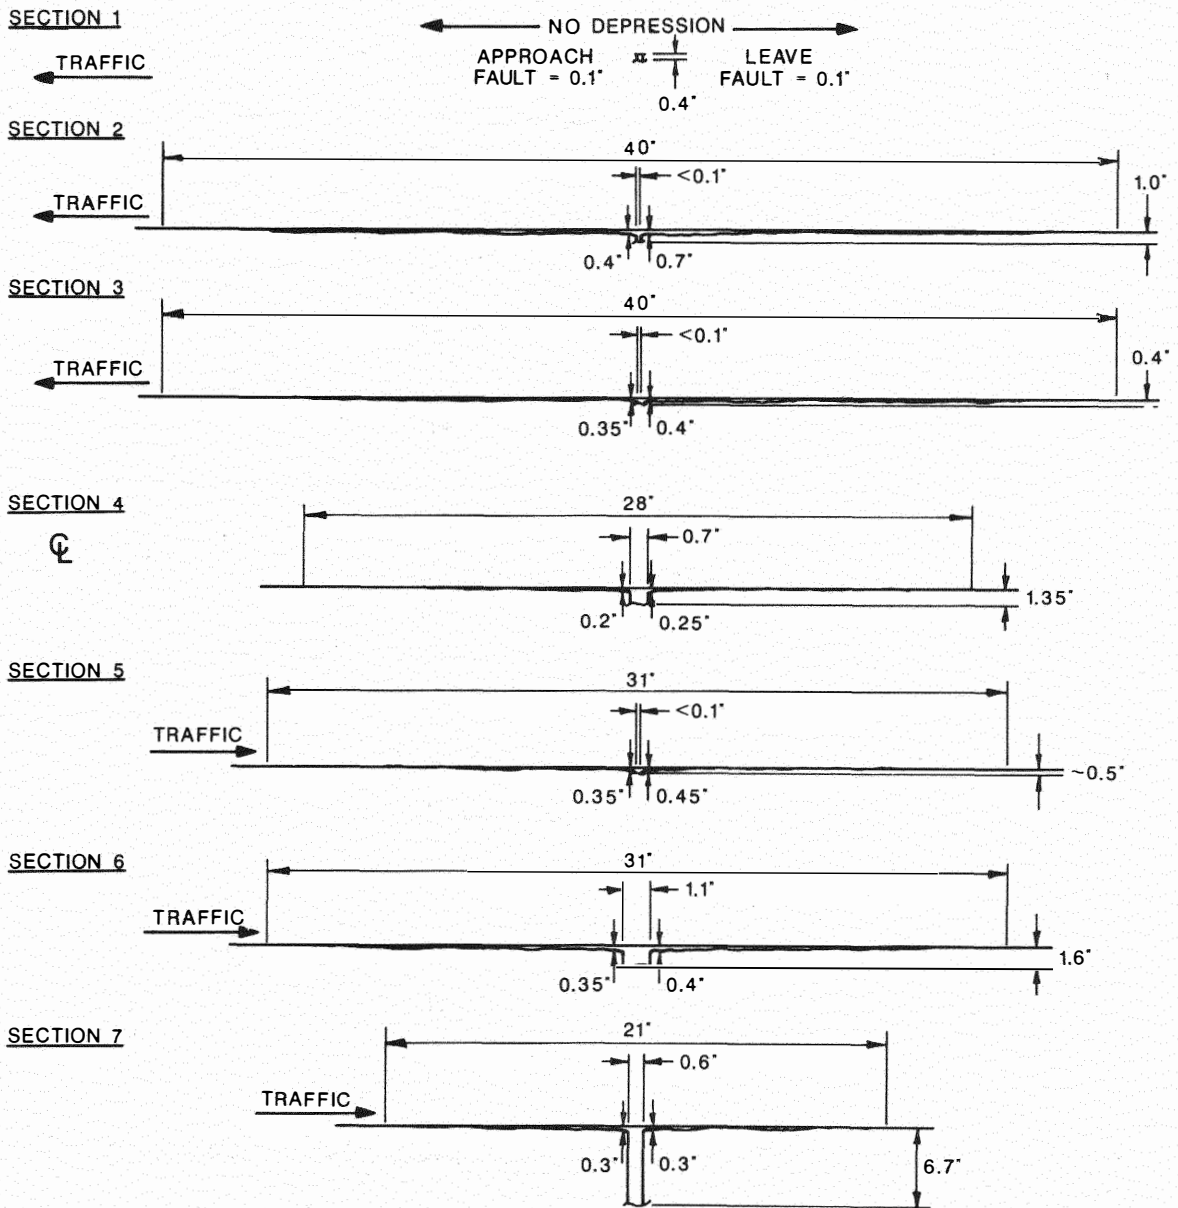 SECTION 1
NO DEPRESSION
TRAFFIC
APPROACH
FAULT = 0.1"
LEAVE
FAULT = 0.1"
0.4"
SECTION 2
40"
<0.1"
1.0"
TRAFFIC
0.4"
0.7"
SECTION 3
40"
<0.1"
0.4"
TRAFFIC
0.35"
0.4"
SECTION 4
28"
℄
0.7"
0.2"
0.25"
1.35"
SECTION 5
31"
<0.1"
TRAFFIC
~0.5"
0.35"
0.45"
SECTION 6
31"
1.1"
TRAFFIC
1.6"
0.35"
0.4"
SECTION 7
21"
0.6"
TRAFFIC
0.3"
0.3"
6.7"